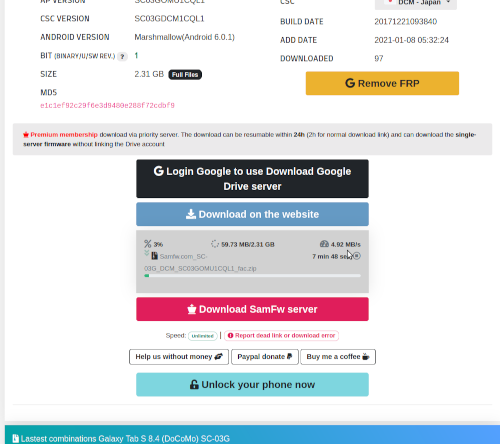 AP VERSION SC03GOMU1CQL1
CSC DCM - Japan
CSC VERSION SC03GDCM1CQL1
BUILD DATE 20171221093840
ANDROID VERSION Marshmallow(Android 6.0.1)
ADD DATE 2021-01-08 05:32:24
BIT (BINARY/U/SW REV.) ? 1
DOWNLOADED 97
SIZE 2.31 GB Full Files
Remove FRP
MD5
e1c1ef92c29f6e3d9480e288f72cdbf9
Premium membership download via priority server. The download can be resumable within 24h (2h for normal download link) and can download the single-
server firmware without linking the Drive account
Login Google to use Download Google
Drive server
Download on the website
3% 59.73 MB/2.31 GB 4.92 MB/s
Samfw.com_SC- 7 min 48 sec
03G_DCM_SC03GOMU1CQL1_fac.zip
Download SamFw server
Speed: Unlimited | Report dead link or download error
Help us without money Paypal donate Buy me a coffee
Unlock your phone now
Lastest combinations Galaxy Tab S 8.4 (DoCoMo) SC-03G